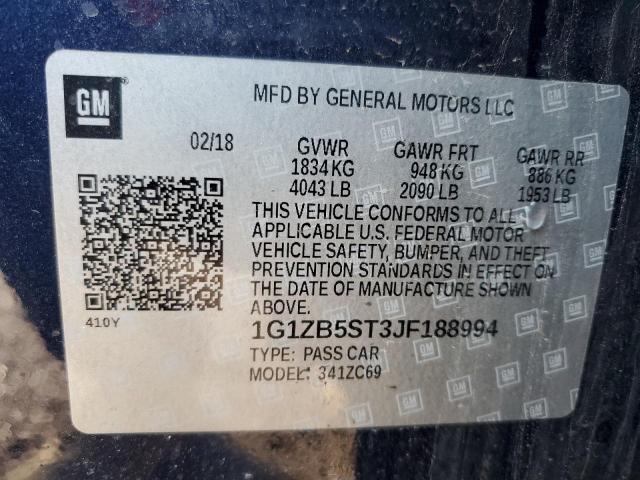 GM
MFD BY GENERAL MOTORS LLC
02/18 GVWR GAWR FRT GAWR RR
1834 KG 948 KG 886 KG
4043 LB 2090 LB 1953 LB
THIS VEHICLE CONFORMS TO ALL
APPLICABLE U.S. FEDERAL MOTOR
VEHICLE SAFETY, BUMPER, AND THEFT
PREVENTION STANDARDS IN EFFECT ON
THE DATE OF MANUFACTURE SHOWN
ABOVE.
410Y
1G1ZB5ST3JF188994
TYPE: PASS CAR
MODEL: 341ZC69